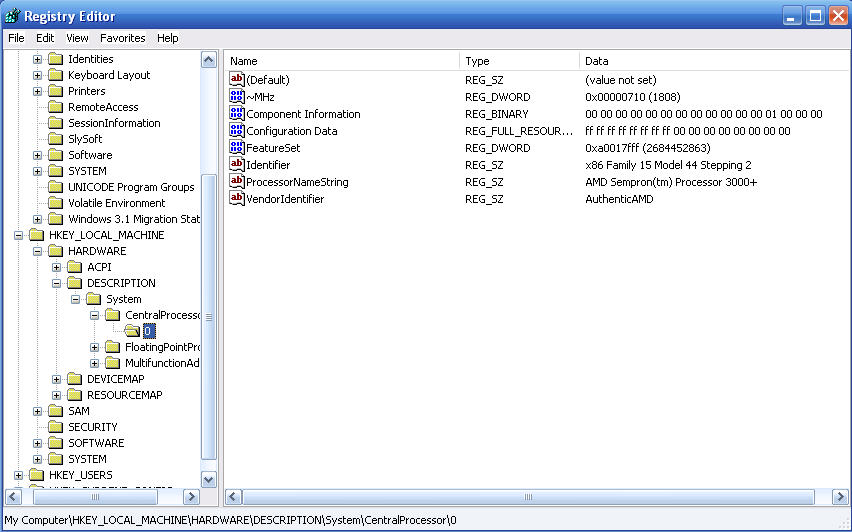 Registry Editor
File Edit View Favorites Help
Identities
Keyboard Layout
Printers
RemoteAccess
SessionInformation
SlySoft
Software
SYSTEM
UNICODE Program Groups
Volatile Environment
Windows 3.1 Migration Stat
HKEY_LOCAL_MACHINE
HARDWARE
ACPI
DESCRIPTION
System
CentralProcesso
0
FloatingPointPro
MultifunctionAd
DEVICEMAP
RESOURCEMAP
SAM
SECURITY
SOFTWARE
SYSTEM
HKEY_USERS
Name Type Data
(Default) REG_SZ (value not set)
~MHz REG_DWORD 0x00000710 (1808)
Component Information REG_BINARY 00 00 00 00 00 00 00 00 00 00 00 00 01 00 00 00
Configuration Data REG_FULL_RESOUR... ff ff ff ff ff ff ff ff 00 00 00 00 00 00 00 00
FeatureSet REG_DWORD 0xa0017fff (2684452863)
Identifier REG_SZ x86 Family 15 Model 44 Stepping 2
ProcessorNameString REG_SZ AMD Sempron(tm) Processor 3000+
VendorIdentifier REG_SZ AuthenticAMD
My Computer\HKEY_LOCAL_MACHINE\HARDWARE\DESCRIPTION\System\CentralProcessor\0